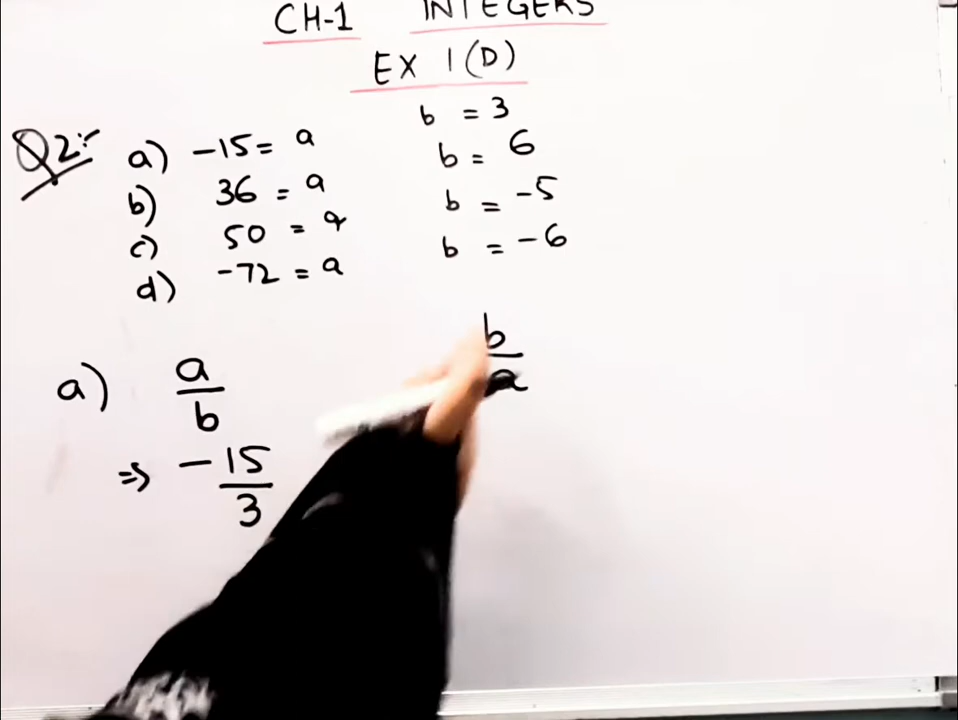 CH-1 INTEGERS
EX 1(D)
Q2:-
a) -15 = a b = 3
b) 36 = a b = 6
c) 50 = a b = -5
d) -72 = a b = -6
a) a/b b/a
⇒ -15/3